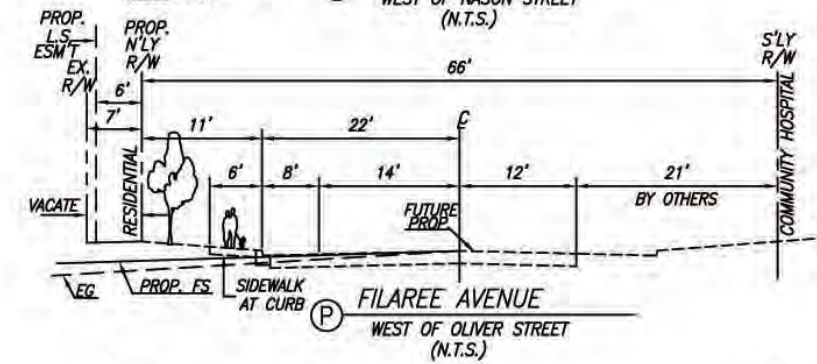 WEST OF NASON STREET
(N.T.S.)
PROP.
L.S.
ESM'T
EX.
R/W
PROP.
N'LY
R/W
S'LY
R/W
66'
6'
7'
11'
22'
℄
6'
8'
14'
12'
21'
BY OTHERS
VACATE
RESIDENTIAL
COMMUNITY HOSPITAL
FUTURE
PROP.
EG
PROP. FS
SIDEWALK
AT CURB
P
FILAREE AVENUE
WEST OF OLIVER STREET
(N.T.S.)